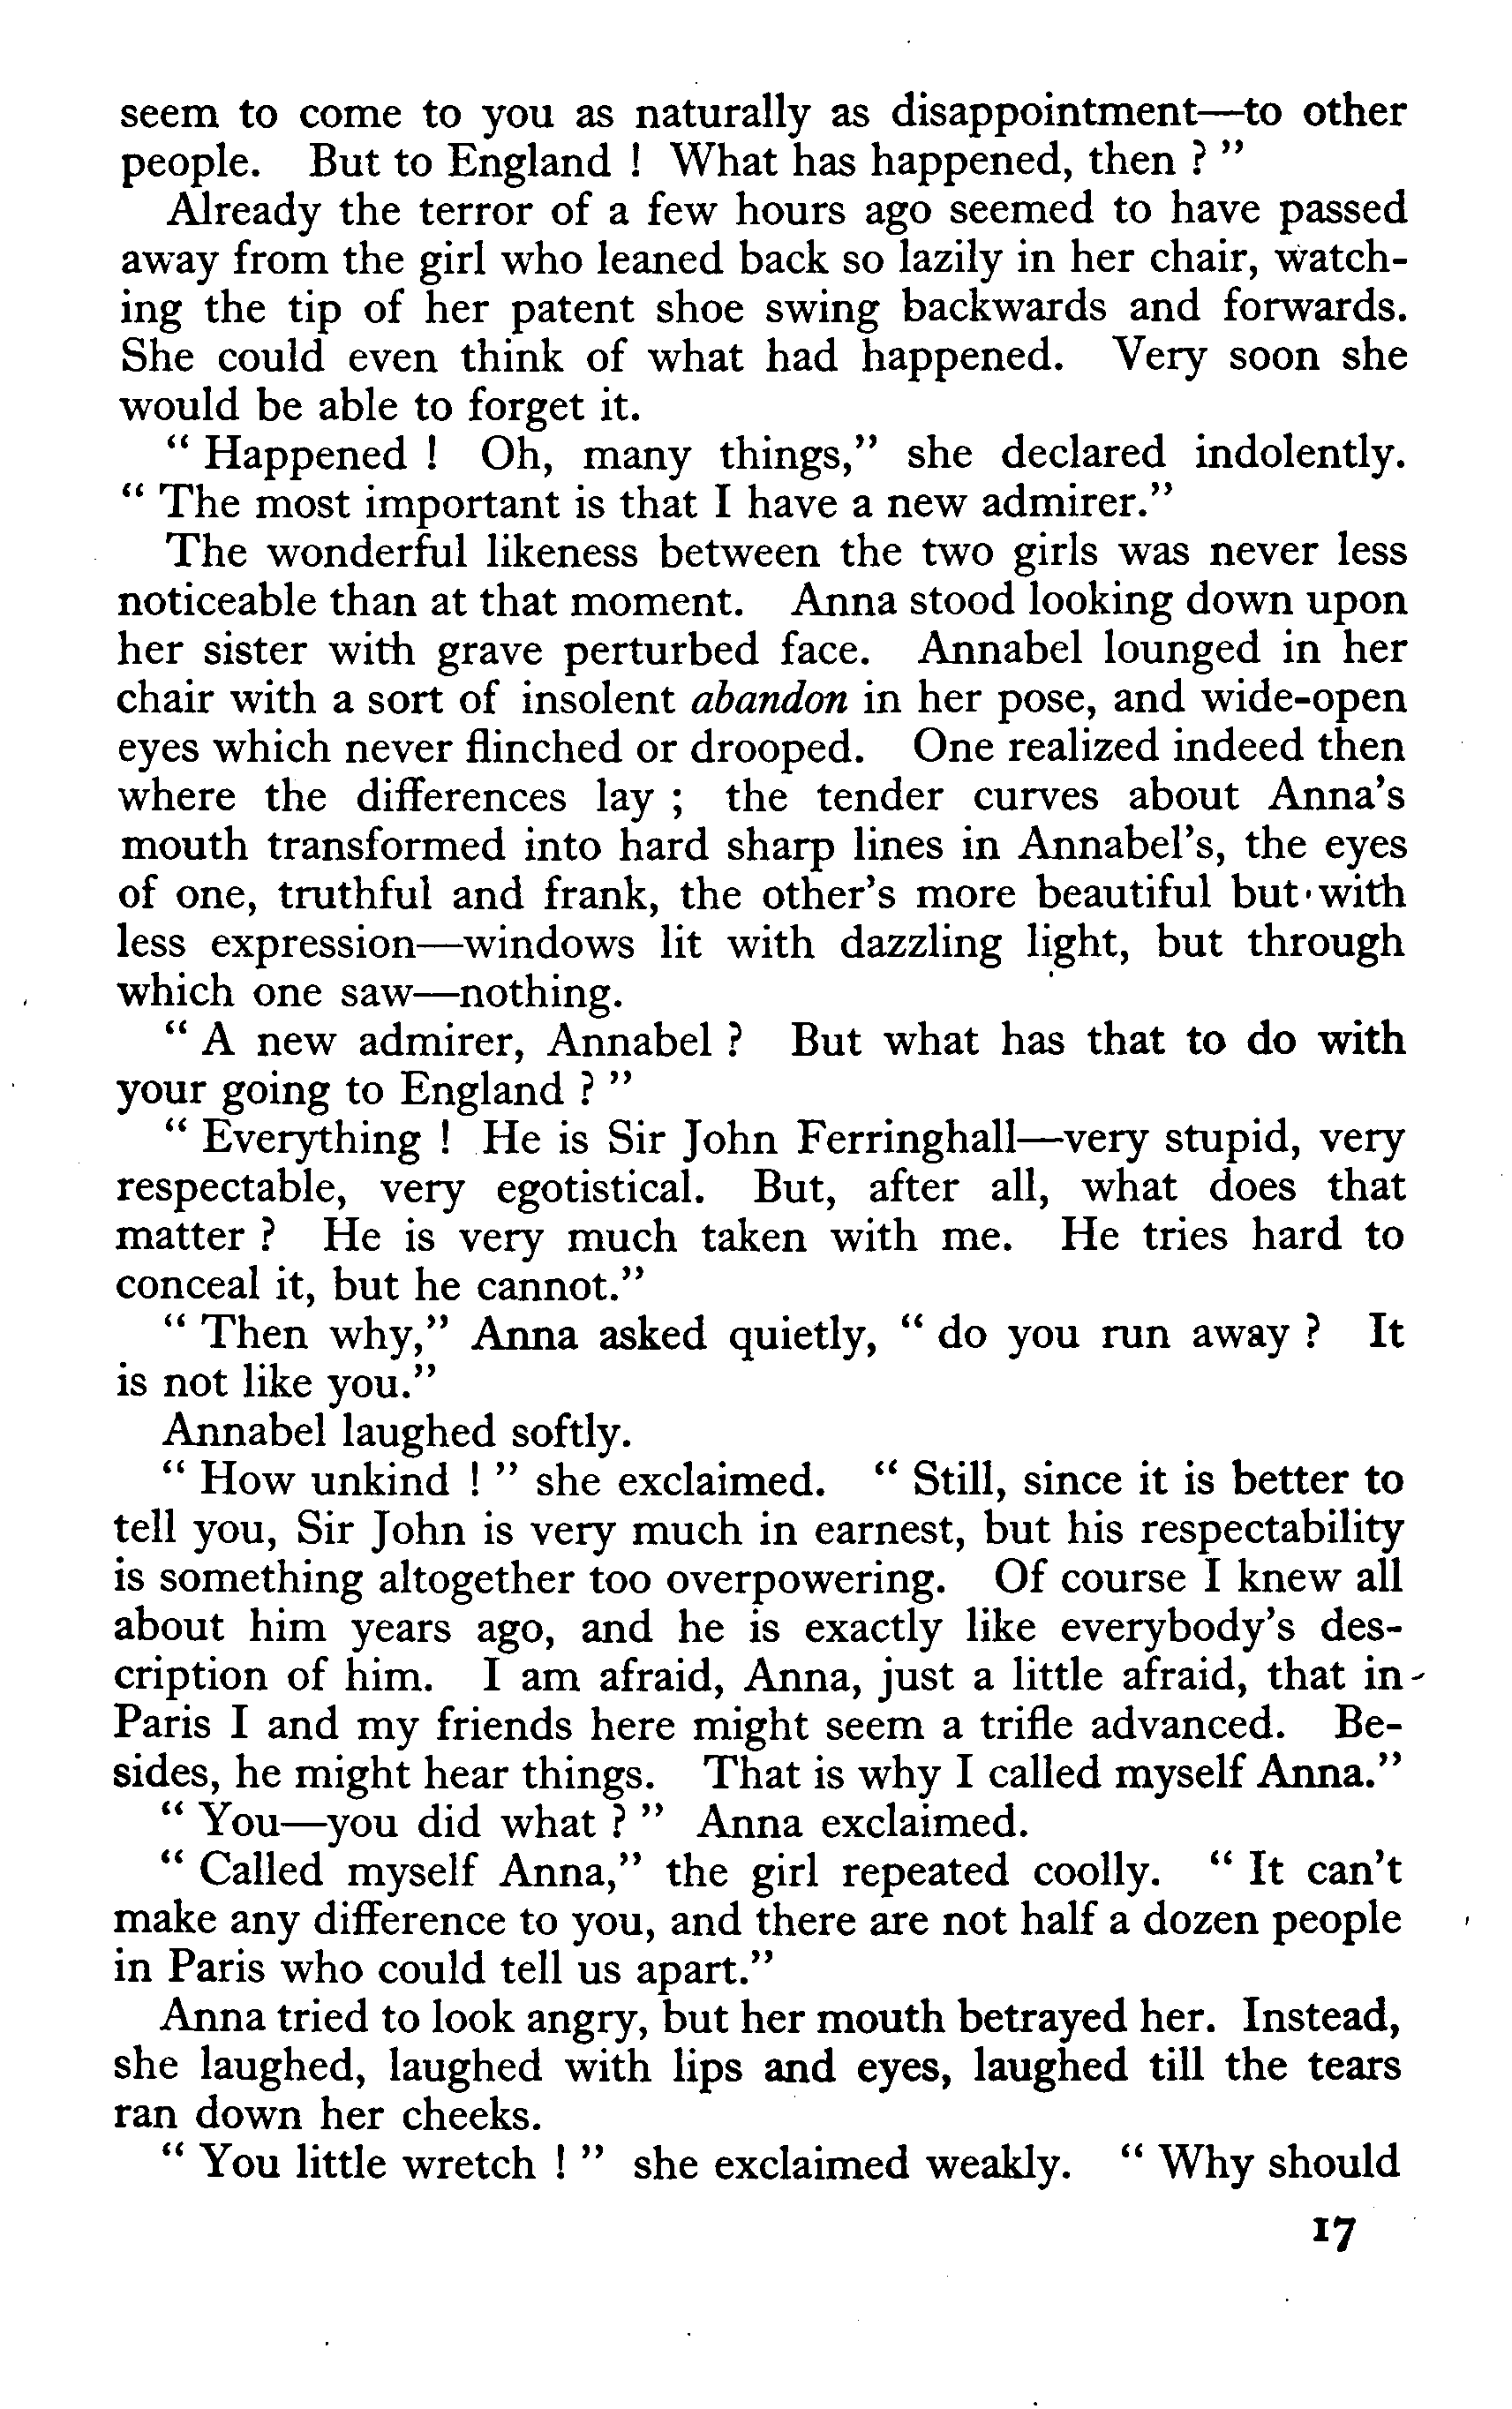 seem to come to you as naturally as disappointment—to other
people. But to England ! What has happened, then ? "
Already the terror of a few hours ago seemed to have passed
away from the girl who leaned back so lazily in her chair, watch-
ing the tip of her patent shoe swing backwards and forwards.
She could even think of what had happened. Very soon she
would be able to forget it.
" Happened ! Oh, many things," she declared indolently.
" The most important is that I have a new admirer."
The wonderful likeness between the two girls was never less
noticeable than at that moment. Anna stood looking down upon
her sister with grave perturbed face. Annabel lounged in her
chair with a sort of insolent abandon in her pose, and wide-open
eyes which never flinched or drooped. One realized indeed then
where the differences lay ; the tender curves about Anna's
mouth transformed into hard sharp lines in Annabel's, the eyes
of one, truthful and frank, the other's more beautiful but with
less expression—windows lit with dazzling light, but through
which one saw—nothing.
" A new admirer, Annabel ? But what has that to do with
your going to England ? "
" Everything ! He is Sir John Ferringhall—very stupid, very
respectable, very egotistical. But, after all, what does that
matter ? He is very much taken with me. He tries hard to
conceal it, but he cannot."
" Then why," Anna asked quietly, " do you run away ? It
is not like you."
Annabel laughed softly.
" How unkind ! " she exclaimed. " Still, since it is better to
tell you, Sir John is very much in earnest, but his respectability
is something altogether too overpowering. Of course I knew all
about him years ago, and he is exactly like everybody's des-
cription of him. I am afraid, Anna, just a little afraid, that in-
Paris I and my friends here might seem a trifle advanced. Be-
sides, he might hear things. That is why I called myself Anna."
" You—you did what ? " Anna exclaimed.
" Called myself Anna," the girl repeated coolly. " It can't
make any difference to you, and there are not half a dozen people
in Paris who could tell us apart."
Anna tried to look angry, but her mouth betrayed her. Instead,
she laughed, laughed with lips and eyes, laughed till the tears
ran down her cheeks.
" You little wretch ! " she exclaimed weakly. " Why should
17